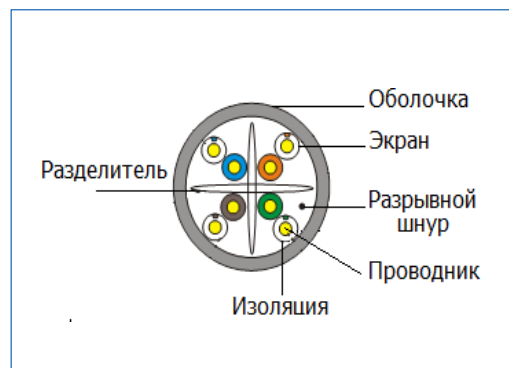 Оболочка
Экран
Разделитель
Разрывной
шнур
Проводник
Изоляция